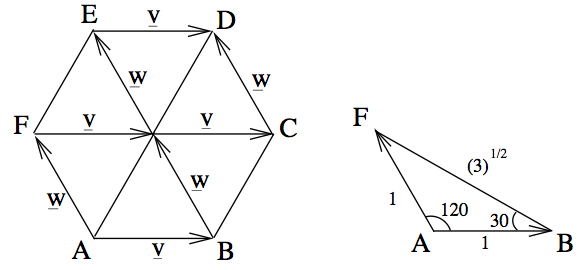 E v D
w w
F v v C
w w
A v B
F
(3)^1/2
1
120 30
A 1 B